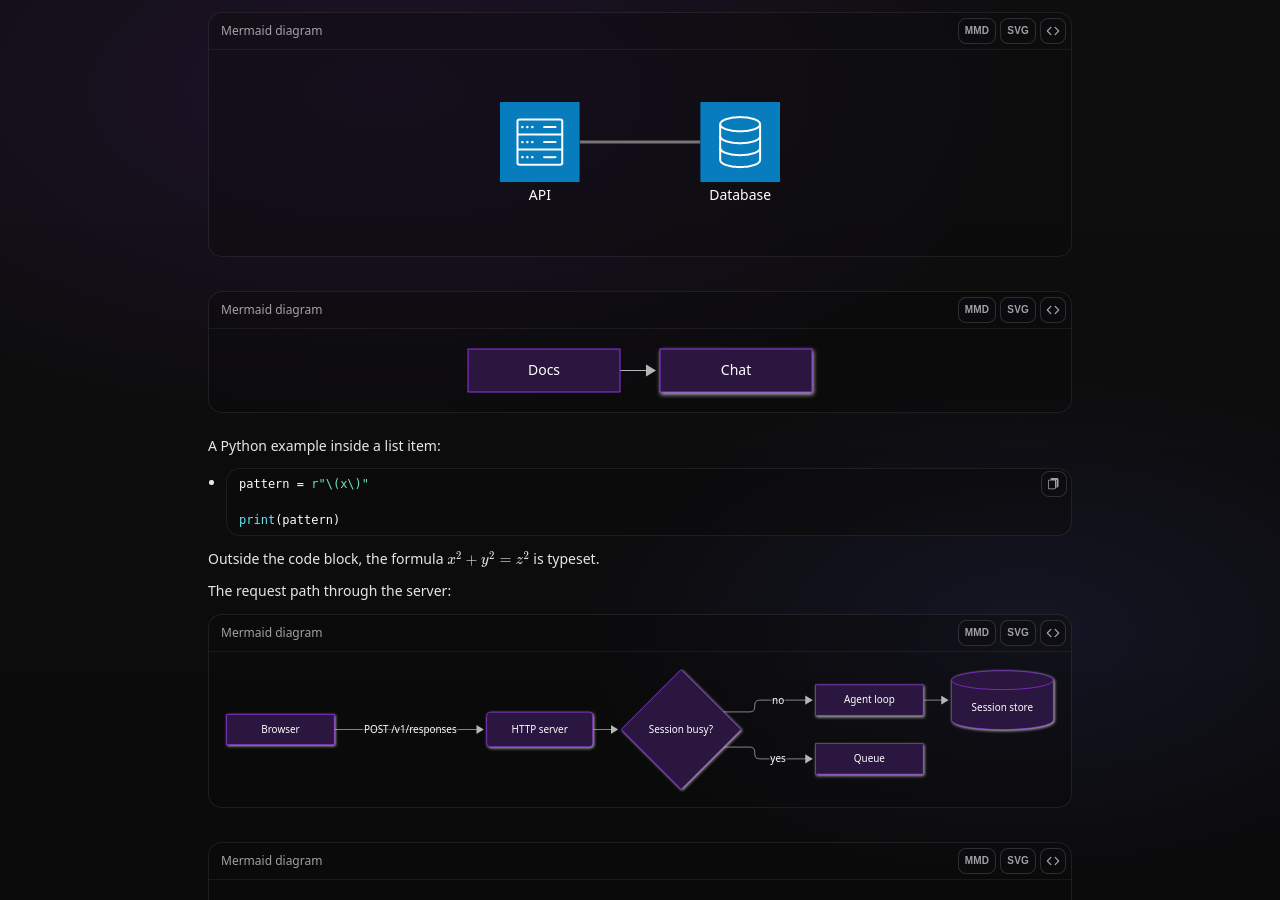 Mermaid diagram
MMD SVG <>
API Database
Mermaid diagram
MMD SVG <>
Docs Chat
A Python example inside a list item:
• pattern = r"\(x\)"
print(pattern)
Outside the code block, the formula x² + y² = z² is typeset.
The request path through the server:
Mermaid diagram
MMD SVG <>
Browser POST /v1/responses HTTP server Session busy? no Agent loop Session store
yes Queue
Mermaid diagram
MMD SVG <>